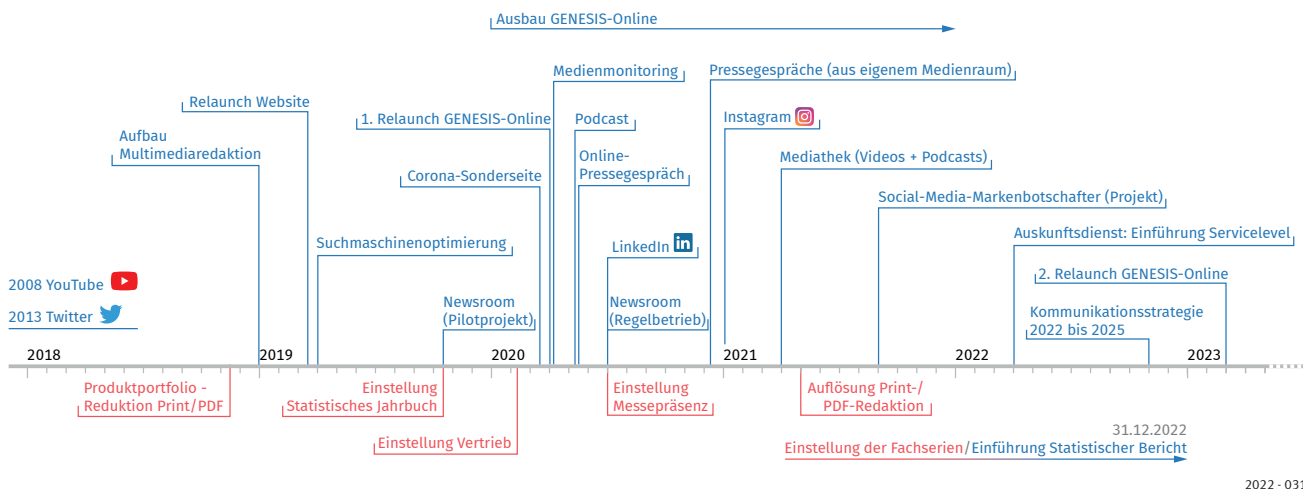 Ausbau GENESIS-Online
Medienmonitoring
Pressegespräche (aus eigenem Medienraum)
Relaunch Website
1. Relaunch GENESIS-Online
Podcast
Instagram
Aufbau
Multimediaredaktion
Online-
Pressegespräch
Mediathek (Videos + Podcasts)
Corona-Sonderseite
Social-Media-Markenbotschafter (Projekt)
Suchmaschinenoptimierung
LinkedIn in
Auskunftsdienst: Einführung Servicelevel
2008 YouTube
2. Relaunch GENESIS-Online
2013 Twitter
Newsroom
(Pilotprojekt)
Newsroom
(Regelbetrieb)
Kommunikationsstrategie
2022 bis 2025
2018
2019
2020
2021
2022
2023
Produktportfolio -
Reduktion Print/PDF
Einstellung
Statistisches Jahrbuch
Einstellung
Messepräsenz
Auflösung Print-/
PDF-Redaktion
Einstellung Vertrieb
31.12.2022
Einstellung der Fachserien/Einführung Statistischer Bericht
2022 - 031